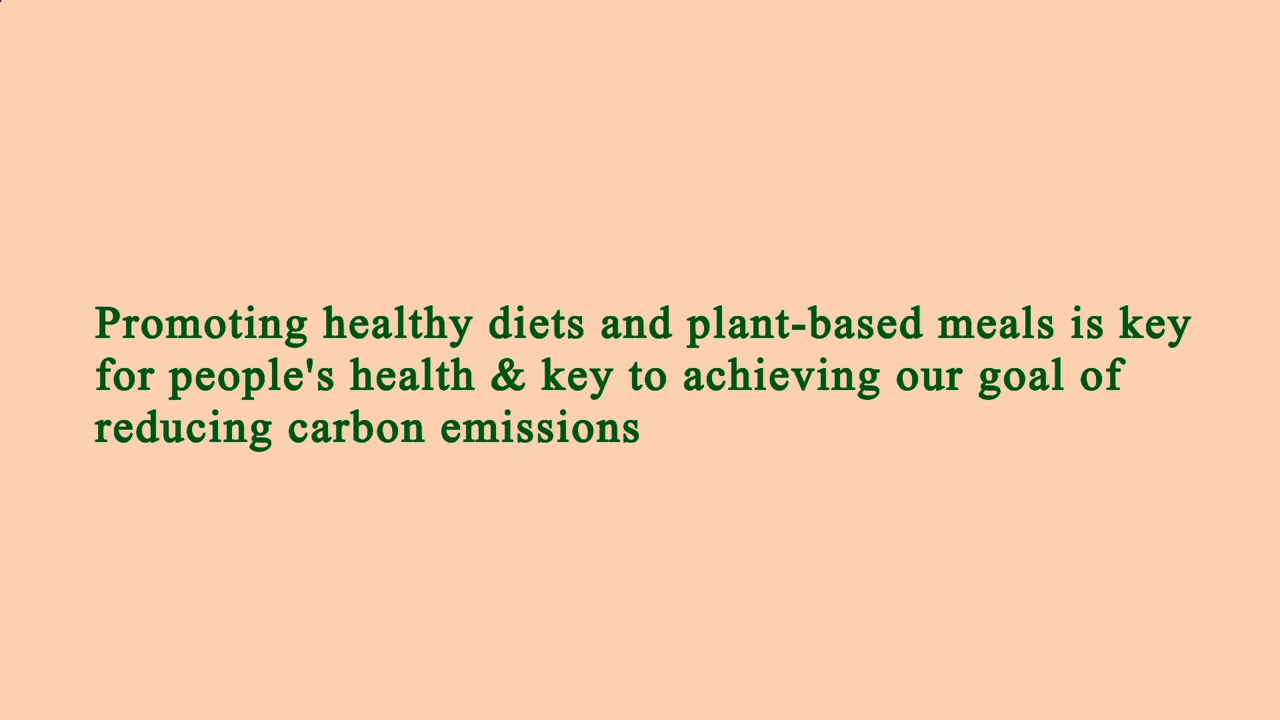 Promoting healthy diets and plant-based meals is key
for people's health & key to achieving our goal of
reducing carbon emissions